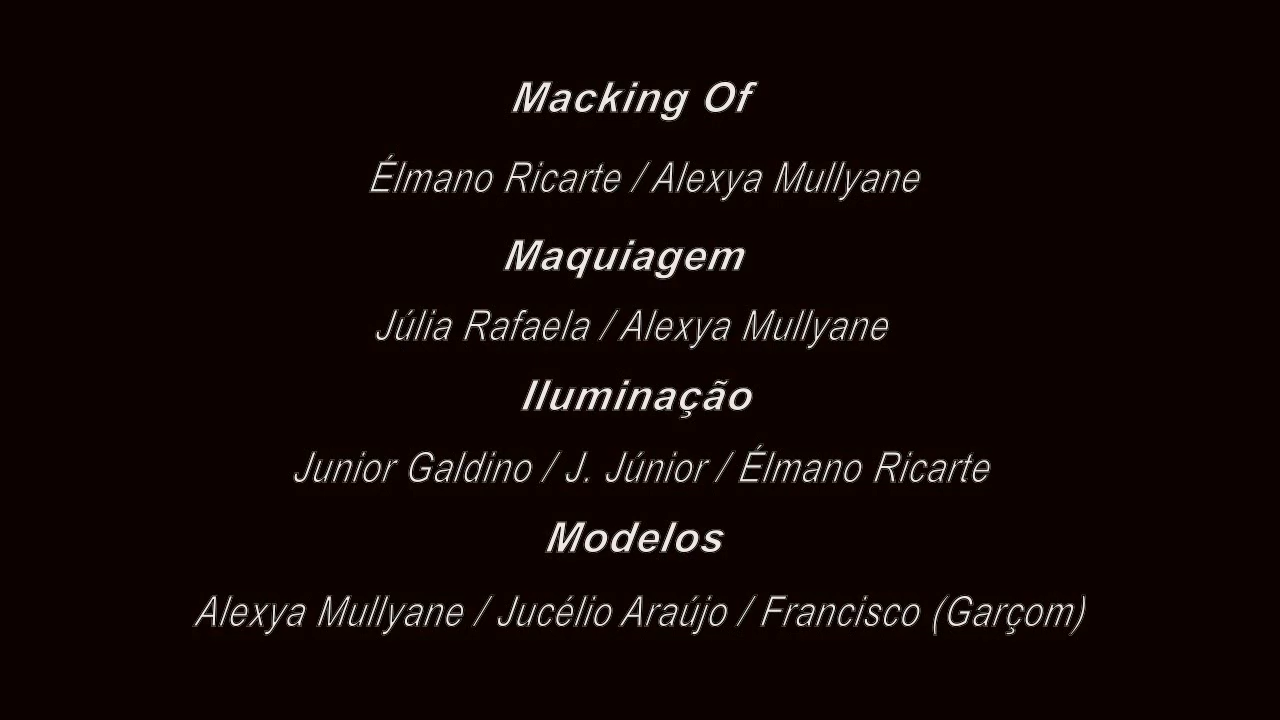 Macking Of
Élmano Ricarte / Alexya Mullyane
Maquiagem
Júlia Rafaela / Alexya Mullyane
Iluminação
Junior Galdino / J. Júnior / Élmano Ricarte
Modelos
Alexya Mullyane / Jucélio Araújo / Francisco (Garçom)